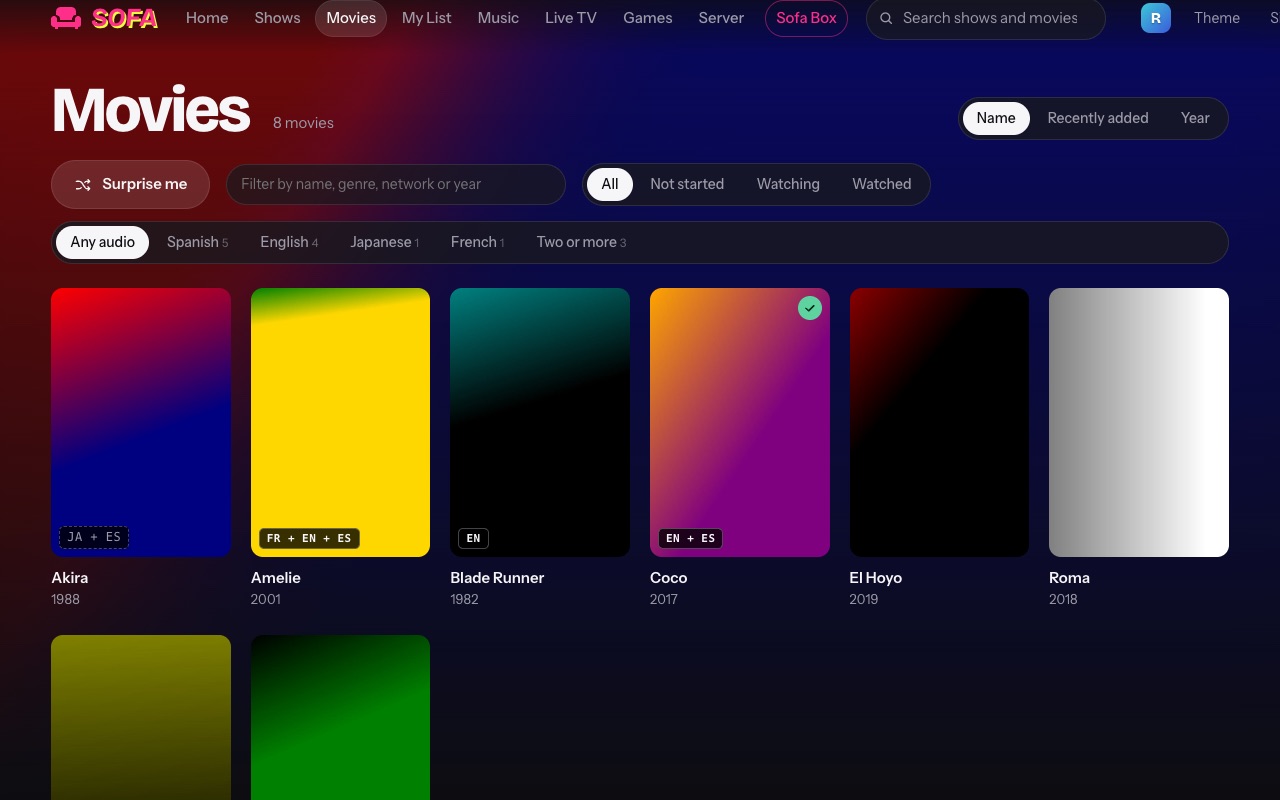 SOFA Home Shows Movies My List Music Live TV Games Server Sofa Box Search shows and movies R Theme
Movies 8 movies Name Recently added Year
Surprise me Filter by name, genre, network or year All Not started Watching Watched
Any audio Spanish 5 English 4 Japanese 1 French 1 Two or more 3
JA + ES FR + EN + ES EN EN + ES
Akira Amelie Blade Runner Coco El Hoyo Roma
1988 2001 1982 2017 2019 2018